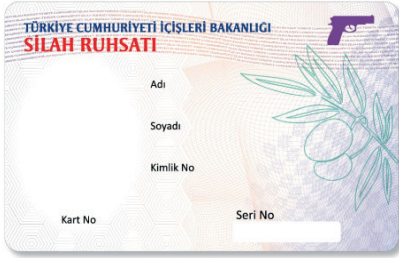 TÜRKİYE CUMHURİYETİ İÇİŞLERİ BAKANLIĞI
SİLAH RUHSATI
Adı
Soyadı
Kimlik No
Kart No
Seri No